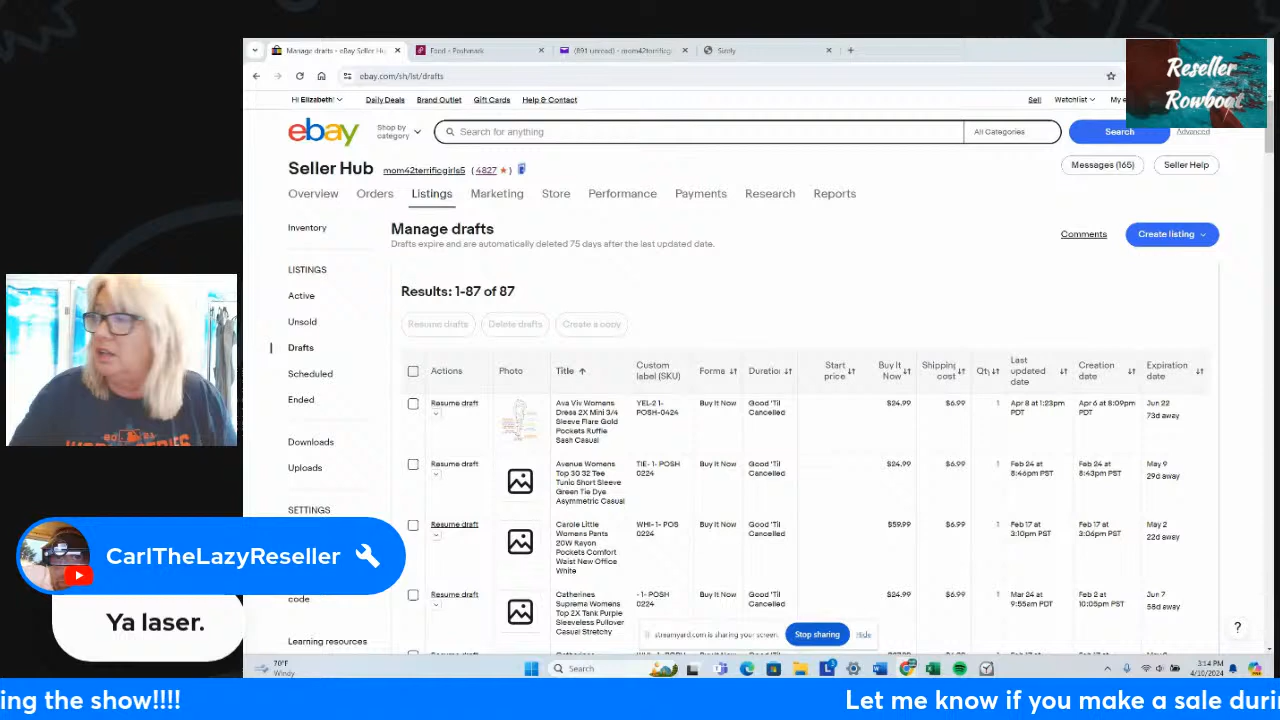 Manage drafts - eBay Seller Hu
Feed - Poshmark
(891 unread) - mom42terrificgi
ebay.com/sh/lst/drafts
Reseller
Rowboat
Hi Elizabeth!
Daily Deals
Brand Outlet
Gift Cards
Help & Contact
Sell
Watchlist
My e
ebay
Shop by
category
Search for anything
All Categories
Search
Advanced
Seller Hub
mom42terrificgirls5
(4827 ★)
Messages (165)
Seller Help
Overview
Orders
Listings
Marketing
Store
Performance
Payments
Research
Reports
Inventory
LISTINGS
Active
Unsold
Drafts
Scheduled
Ended
Downloads
Uploads
SETTINGS
code
Learning resources
Manage drafts
Drafts expire and are automatically deleted 75 days after the last updated date.
Comments
Create listing
Results: 1-87 of 87
Resume drafts
Delete drafts
Create a copy
Actions
Photo
Title
Custom
label (SKU)
Forma
Duratio
Start
price
Buy It
Now
Shipping
cost
Qty
Last
updated
date
Creation
date
Expiration
date
Resume draft
Ava Viv Womens
Dress 2X Mini 3/4
Sleeve Flare Gold
Pockets Ruffle
Sash Casual
YEL-2 1-
POSH-0424
Buy It Now
Good 'Til
Cancelled
$24.99
$6.99
1
Apr 8 at 1:23pm
PDT
Apr 6 at 8:09pm
PDT
Jun 22
73d away
Resume draft
Avenue Womens
Top 30 32 Tee
Tunic Short Sleeve
Green Tie Dye
Asymmetric Casual
TIE- 1- POSH
0224
Buy It Now
Good 'Til
Cancelled
$24.99
$6.99
1
Feb 24 at
8:46pm PST
Feb 24 at
8:43pm PST
May 9
29d away
Resume draft
Carole Little
Womens Pants
20W Rayon
Pockets Comfort
Waist New Office
White
WHI- 1- POS
0224
Buy It Now
Good 'Til
Cancelled
$59.99
$6.99
1
Feb 17 at
3:10pm PST
Feb 17 at
3:06pm PST
May 2
22d away
Resume draft
Catherines
Suprema Womens
Top 2X Tank Purple
Sleeveless Pullover
Casual Stretchy
- 1- POSH
0224
Buy It Now
Good 'Til
Cancelled
$24.99
$6.99
1
Mar 24 at
9:55am PDT
Feb 2 at
10:05pm PST
Jun 7
58d away
streamyard.com is sharing your screen.
Stop sharing
Hide
?
CarlTheLazyReseller
Ya laser.
70°F
Windy
Search
3:14 PM
4/10/2024
ing the show!!!!
Let me know if you make a sale durin